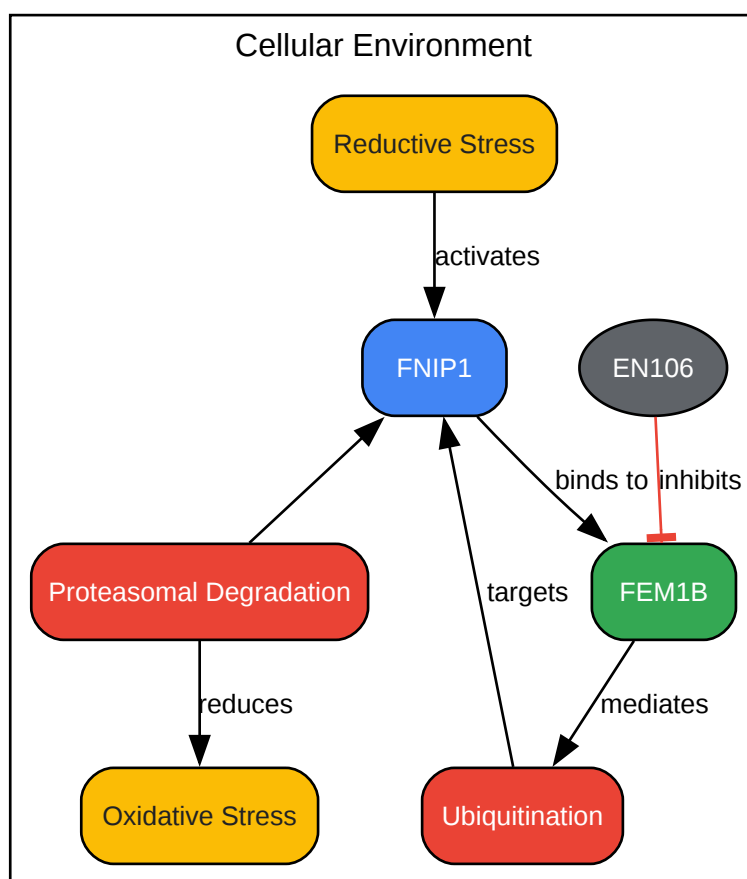 Cellular Environment
Reductive Stress
activates
FNIP1
EN106
binds to
inhibits
Proteasomal Degradation
targets
FEM1B
reduces
mediates
Oxidative Stress
Ubiquitination